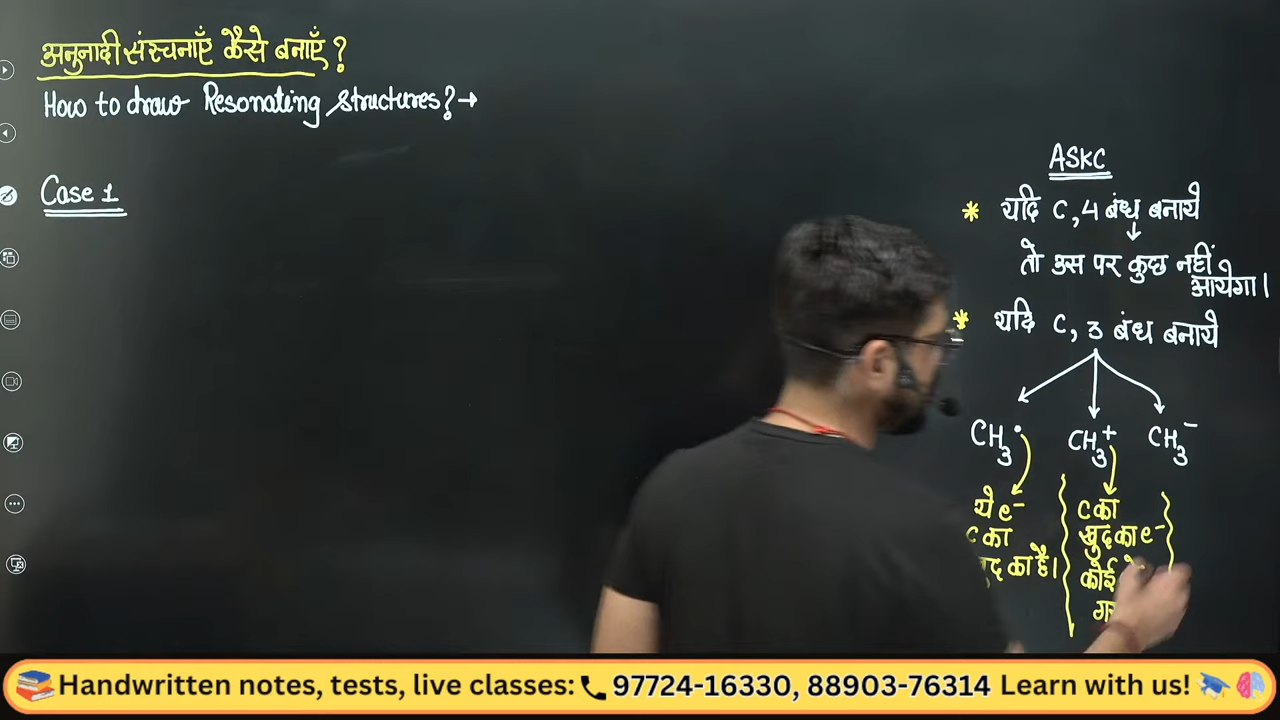 अनुनादी संरचनाएँ कैसे बनाएँ?
How to draw Resonating structures? →
Case 1
ASKC
* यदि C, 4 बंध बनाये
तो उस पर कुछ नहीं
आयेगा।
* यदि C, 3 बंध बनाये
CH3• CH3+ CH3−
ये e−
C का
का है।
C का
खुद का e−
कोई
Handwritten notes, tests, live classes: 97724-16330, 88903-76314 Learn with us!